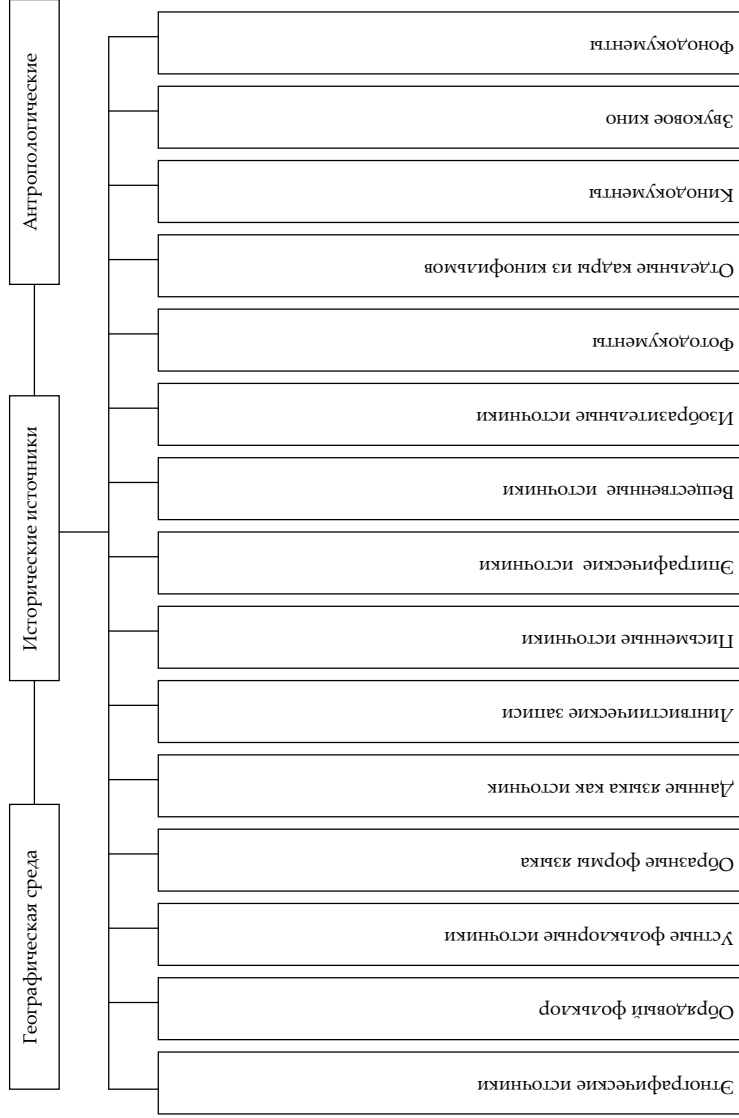 Географическая среда
Исторические источники
Антропологические
Этнографические источники
Обрядовый фольклор
Устные фольклорные источники
Образные формы языка
Данные языка как источник
Лингвистические записи
Письменные источники
Эпиграфические источники
Вещественные источники
Изобразительные источники
Фотодокументы
Отдельные кадры из кинофильмов
Кинодокументы
Звуковое кино
Фонодокументы